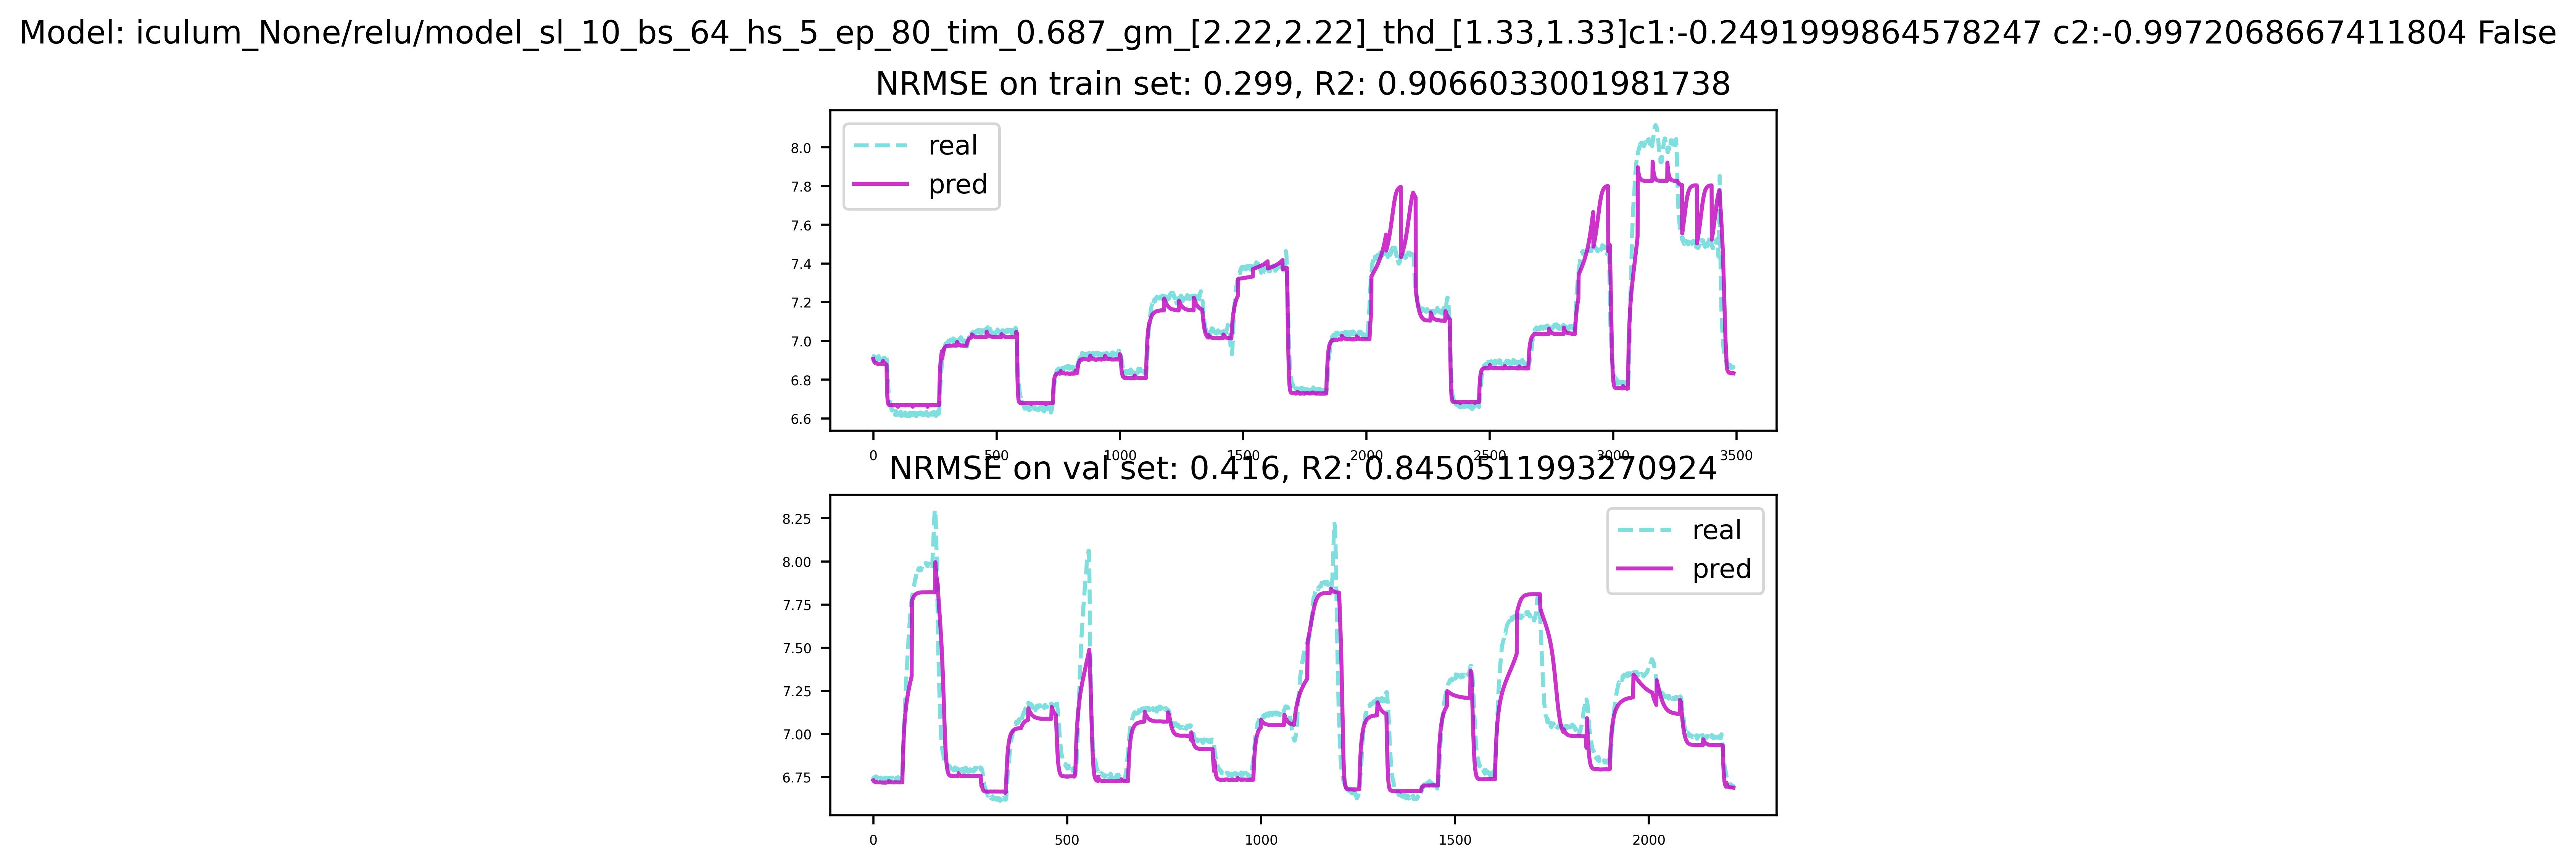 Model: iculum_None/relu/model_sl_10_bs_64_hs_5_ep_80_tim_0.687_gm_[2.22,2.22]_thd_[1.33,1.33]c1:-0.2491999864578247 c2:-0.9972068667411804 False
NRMSE on train set: 0.299, R2: 0.9066033001981738
real
pred
8.0
7.8
7.6
7.4
7.2
7.0
6.8
6.6
0 500 1000 1500 2000 2500 3000 3500
NRMSE on val set: 0.416, R2: 0.8450511993270924
real
pred
8.25
8.00
7.75
7.50
7.25
7.00
6.75
0 500 1000 1500 2000